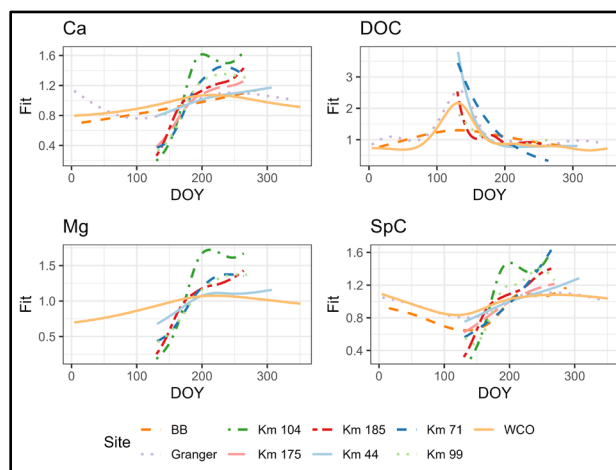 Ca
DOC
1.6
1.2
0.8
0.4
Fit
0 100 200 300
DOY
3
2
1
Fit
0 100 200 300
DOY
Mg
SpC
1.5
1.0
0.5
Fit
0 100 200 300
DOY
1.6
1.2
0.8
0.4
Fit
0 100 200 300
DOY
Site
BB Km 104 Km 185 Km 71 WCO
Granger Km 175 Km 44 Km 99